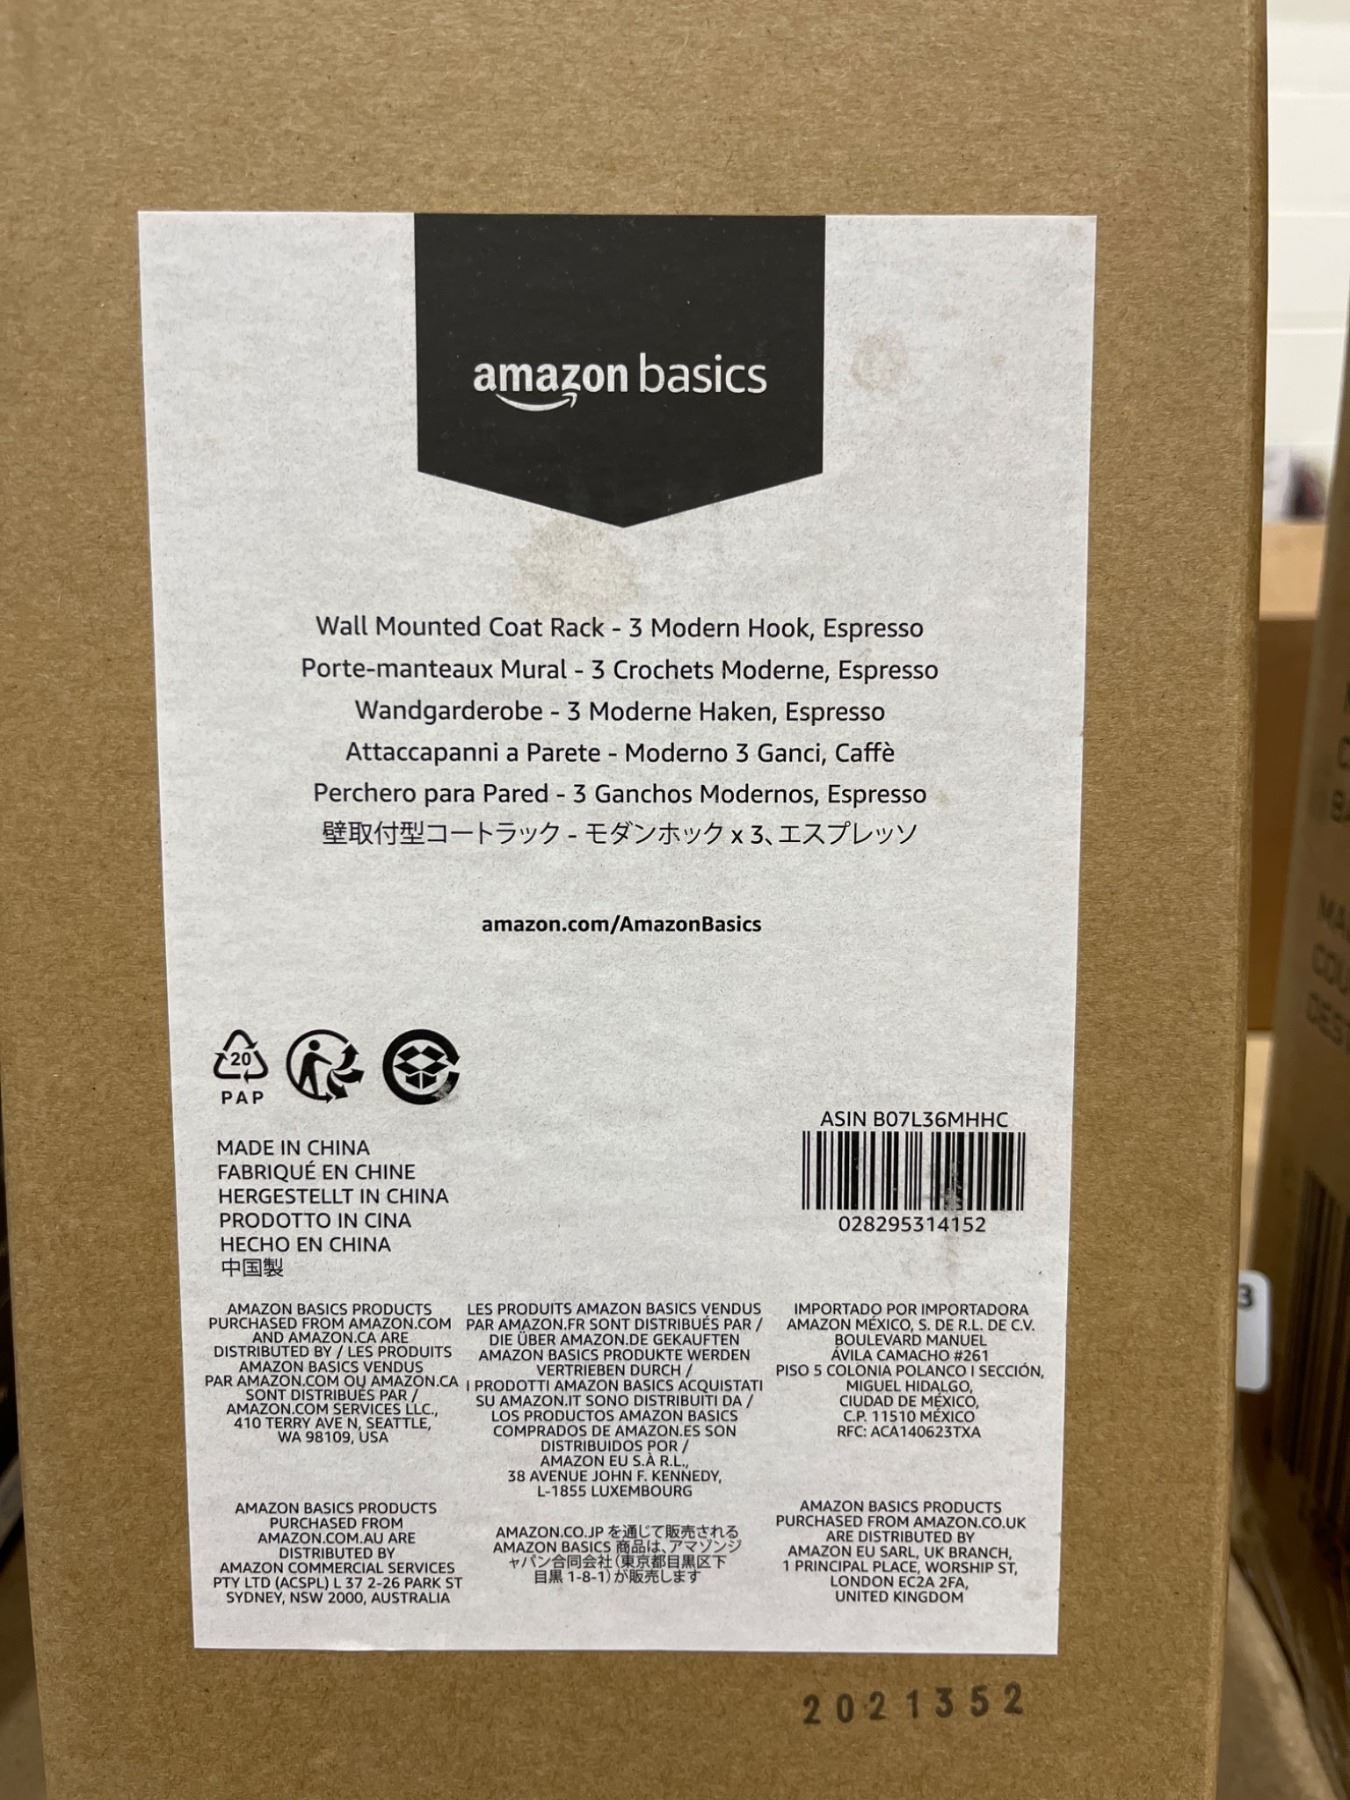 amazon basics
Wall Mounted Coat Rack - 3 Modern Hook, Espresso
Porte-manteaux Mural - 3 Crochets Moderne, Espresso
Wandgarderobe - 3 Moderne Haken, Espresso
Attaccapanni a Parete - Moderno 3 Ganci, Caffè
Perchero para Pared - 3 Ganchos Modernos, Espresso
壁取付型コートラック - モダンホック x 3、エスプレッソ
amazon.com/AmazonBasics
20
PAP
MADE IN CHINA
FABRIQUÉ EN CHINE
HERGESTELLT IN CHINA
PRODOTTO IN CINA
HECHO EN CHINA
中国製
ASIN B07L36MHHC
028295314152
AMAZON BASICS PRODUCTS
PURCHASED FROM AMAZON.COM
AND AMAZON.CA ARE
DISTRIBUTED BY / LES PRODUITS
AMAZON BASICS VENDUS
PAR AMAZON.COM OU AMAZON.CA
SONT DISTRIBUÉS PAR /
AMAZON.COM SERVICES LLC.,
410 TERRY AVE N, SEATTLE,
WA 98109, USA
LES PRODUITS AMAZON BASICS VENDUS
PAR AMAZON.FR SONT DISTRIBUÉS PAR /
DIE ÜBER AMAZON.DE GEKAUFTEN
AMAZON BASICS PRODUKTE WERDEN
VERTRIEBEN DURCH /
I PRODOTTI AMAZON BASICS ACQUISTATI
SU AMAZON.IT SONO DISTRIBUITI DA /
LOS PRODUCTOS AMAZON BASICS
COMPRADOS DE AMAZON.ES SON
DISTRIBUIDOS POR /
AMAZON EU S.À R.L.,
38 AVENUE JOHN F. KENNEDY,
L-1855 LUXEMBOURG
IMPORTADO POR IMPORTADORA
AMAZON MÉXICO, S. DE R.L. DE C.V.
BOULEVARD MANUEL
ÁVILA CAMACHO #261
PISO 5 COLONIA POLANCO I SECCIÓN,
MIGUEL HIDALGO,
CIUDAD DE MÉXICO,
C.P. 11510 MÉXICO
RFC: ACA140623TXA
AMAZON BASICS PRODUCTS
PURCHASED FROM
AMAZON.COM.AU ARE
DISTRIBUTED BY
AMAZON COMMERCIAL SERVICES
PTY LTD (ACSPL) L 37 2-26 PARK ST
SYDNEY, NSW 2000, AUSTRALIA
AMAZON.CO.JP を通じて販売される
AMAZON BASICS 商品は、アマゾンジ
ャパン合同会社（東京都目黒区下
目黒 1-8-1）が販売します
AMAZON BASICS PRODUCTS
PURCHASED FROM AMAZON.CO.UK
ARE DISTRIBUTED BY
AMAZON EU SARL, UK BRANCH,
1 PRINCIPAL PLACE, WORSHIP ST,
LONDON EC2A 2FA,
UNITED KINGDOM
2021352
3